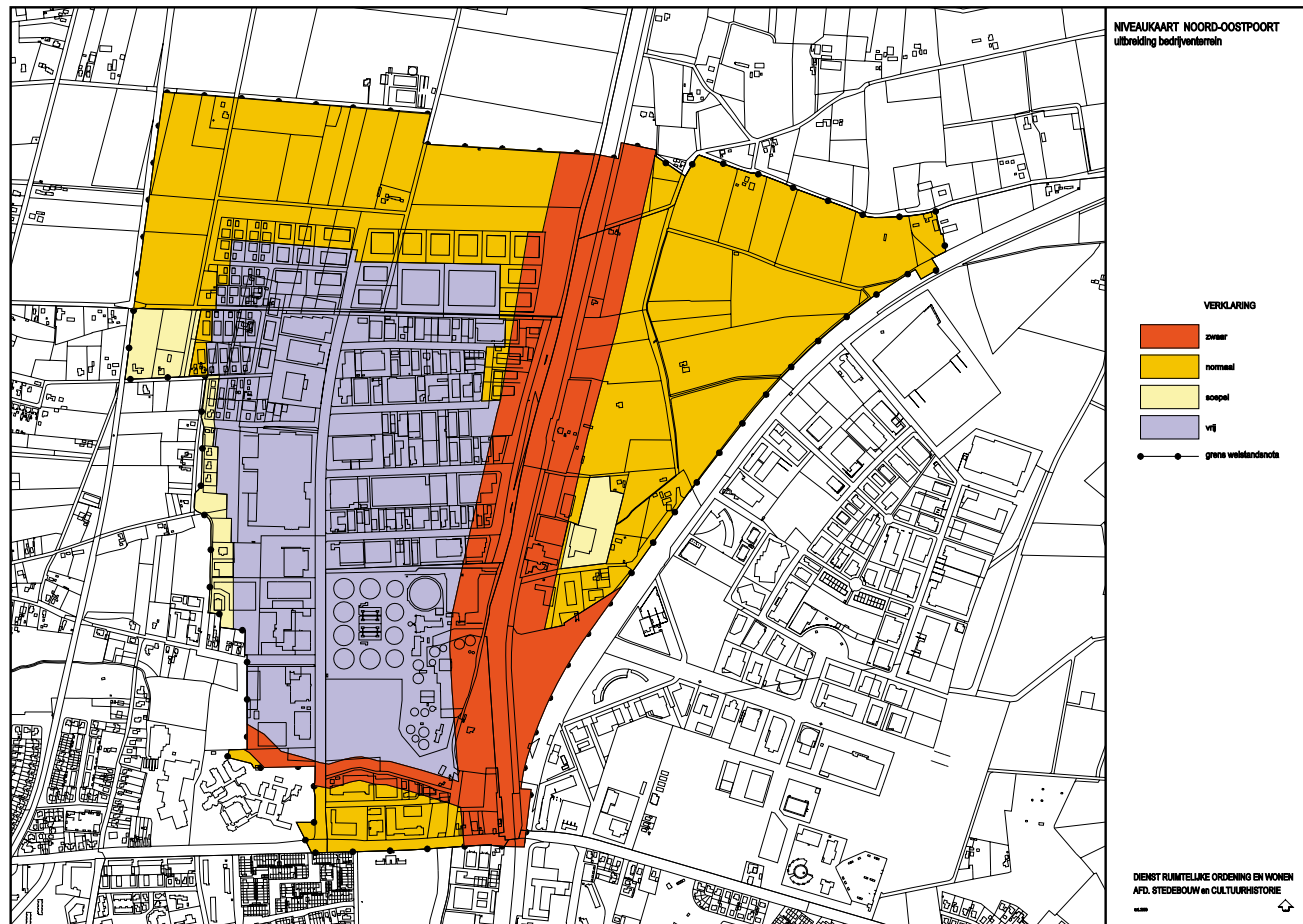 NIVEAUKAART NOORD-OOSTPOORT
uitbreiding bedrijventerrein
VERKLARING
zwaar
normaal
soepel
vrij
grens welstandsnota
DIENST RUIMTELIJKE ORDENING EN WONEN
AFD. STEDEBOUW en CULTUURHISTORIE